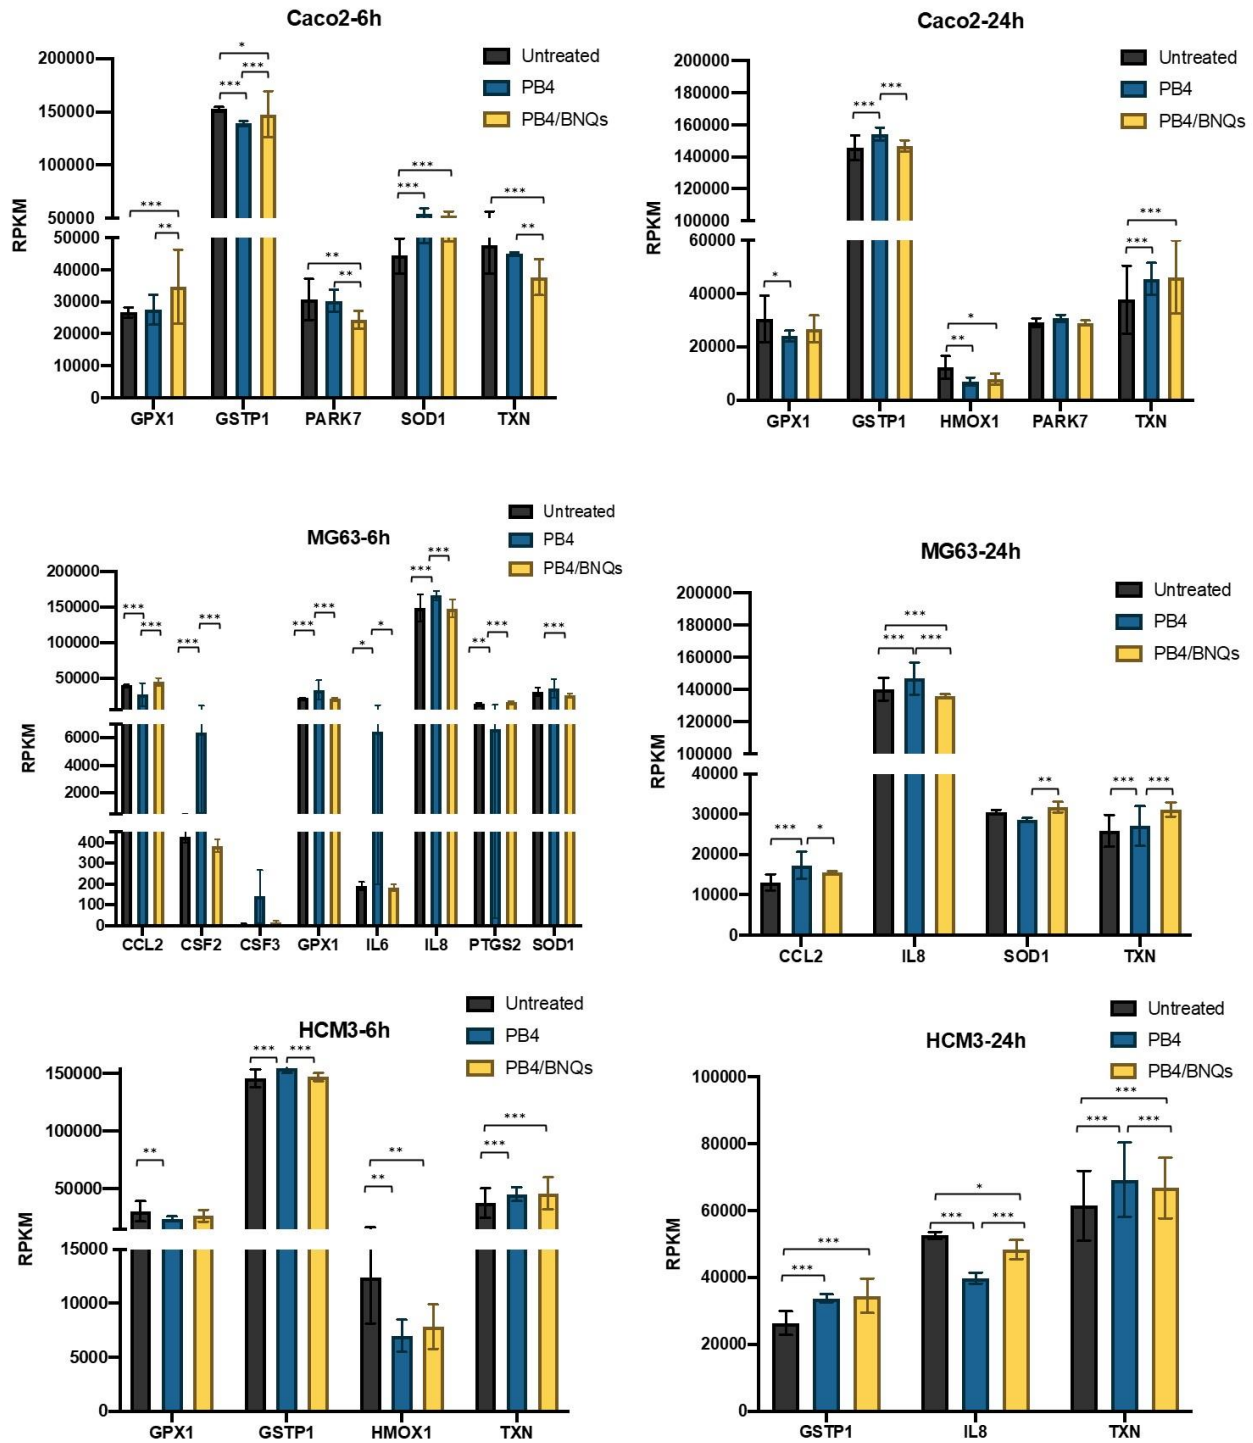 Caco2-6h
Untreated
PB4
PB4/BNQs
RPKM
200000
150000
100000
50000
50000
40000
30000
20000
10000
0
*** ** * *** *** ** ** *** *** *** **
GPX1 GSTP1 PARK7 SOD1 TXN
Caco2-24h
Untreated
PB4
PB4/BNQs
RPKM
200000
180000
160000
140000
120000
100000
60000
40000
20000
0
* *** *** * ** *** ***
GPX1 GSTP1 HMOX1 PARK7 TXN
MG63-6h
Untreated
PB4
PB4/BNQs
RPKM
200000
150000
100000
50000
6000
4000
2000
400
300
200
100
0
*** *** *** *** *** *** * * *** *** ** *** ***
CCL2 CSF2 CSF3 GPX1 IL6 IL8 PTGS2 SOD1
MG63-24h
Untreated
PB4
PB4/BNQs
RPKM
200000
180000
160000
140000
120000
100000
40000
30000
20000
10000
0
*** * *** *** *** ** *** ***
CCL2 IL8 SOD1 TXN
HCM3-6h
Untreated
PB4
PB4/BNQs
RPKM
150000
100000
50000
15000
10000
5000
0
** *** *** ** ** *** ***
GPX1 GSTP1 HMOX1 TXN
HCM3-24h
Untreated
PB4
PB4/BNQs
RPKM
100000
80000
60000
40000
20000
0
*** *** * *** *** *** *** ***
GSTP1 IL8 TXN